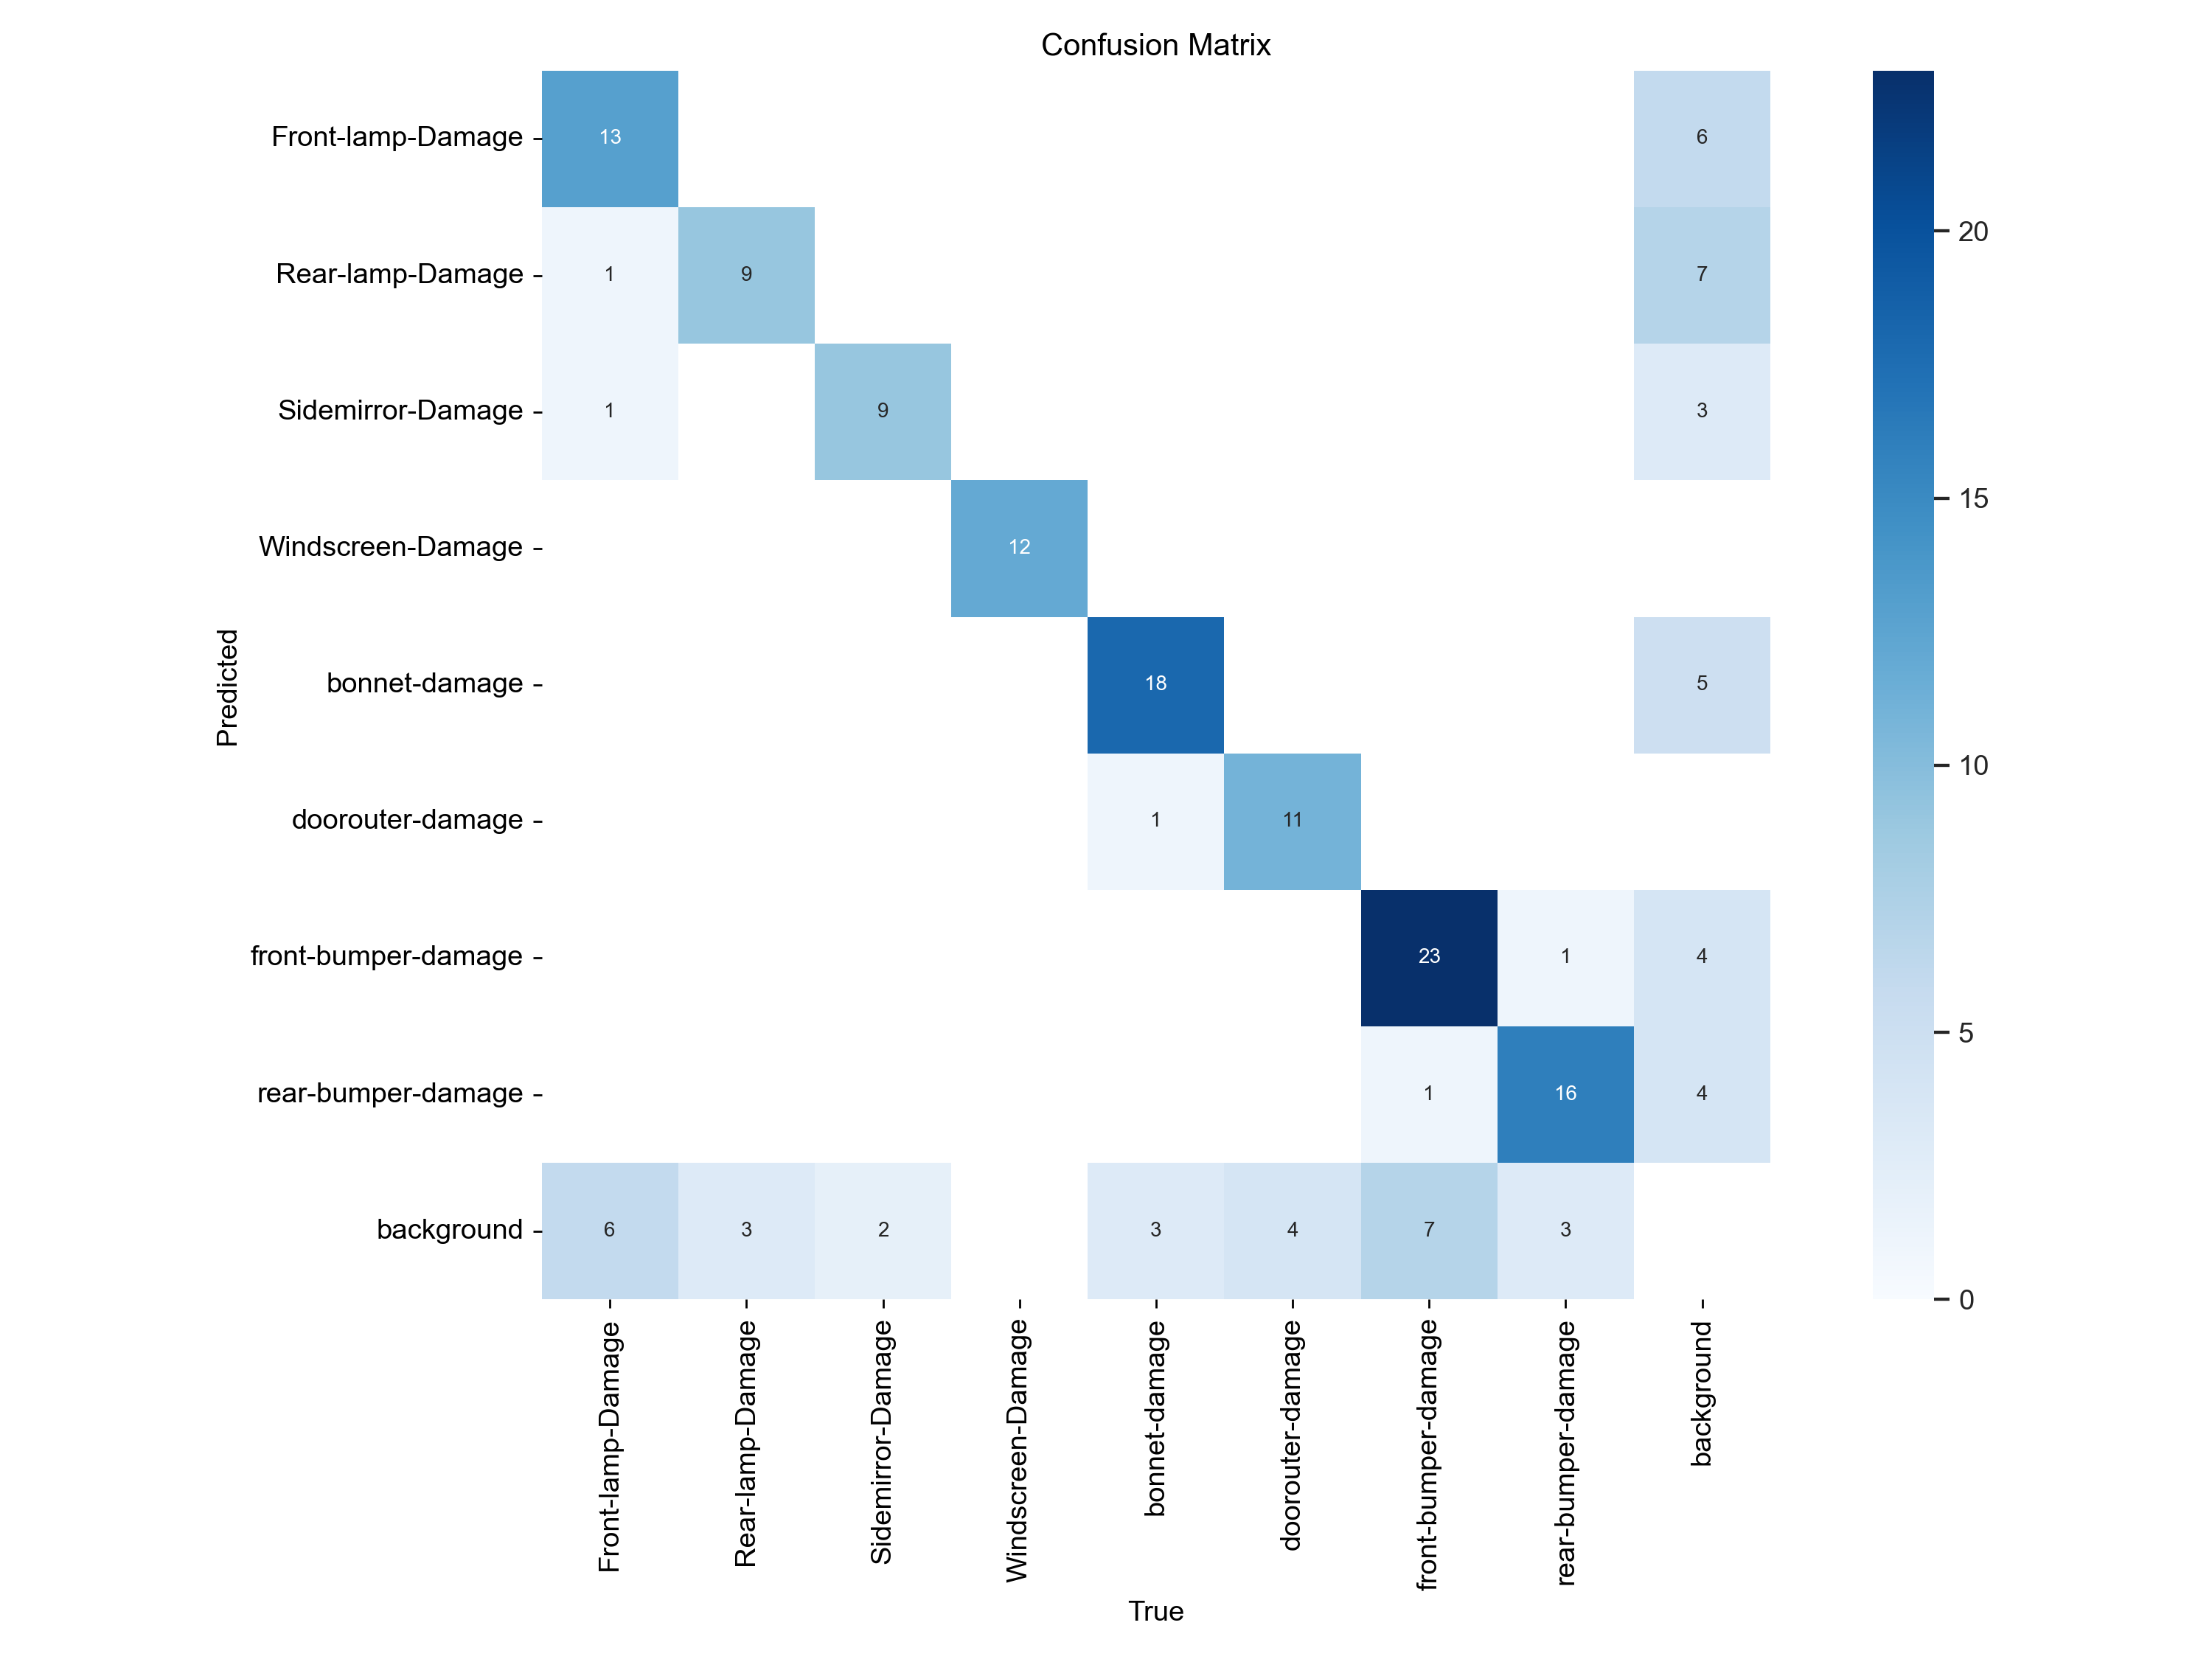 Confusion Matrix
Predicted
Front-lamp-Damage 13 6
Rear-lamp-Damage 1 9 7
Sidemirror-Damage 1 9 3
Windscreen-Damage 12
bonnet-damage 18 5
doorouter-damage 1 11
front-bumper-damage 23 1 4
rear-bumper-damage 1 16 4
background 6 3 2 3 4 7 3
Front-lamp-Damage
Rear-lamp-Damage
Sidemirror-Damage
Windscreen-Damage
bonnet-damage
doorouter-damage
front-bumper-damage
rear-bumper-damage
background
True
20
15
10
5
0